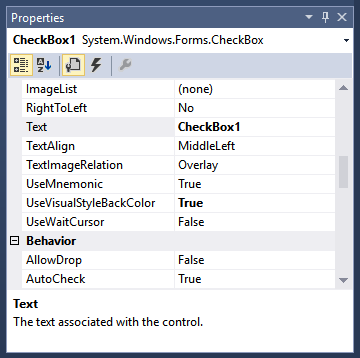 Properties
CheckBox1 System.Windows.Forms.CheckBox
ImageList (none)
RightToLeft No
Text CheckBox1
TextAlign MiddleLeft
TextImageRelation Overlay
UseMnemonic True
UseVisualStyleBackColor True
UseWaitCursor False
Behavior
AllowDrop False
AutoCheck True
Text
The text associated with the control.